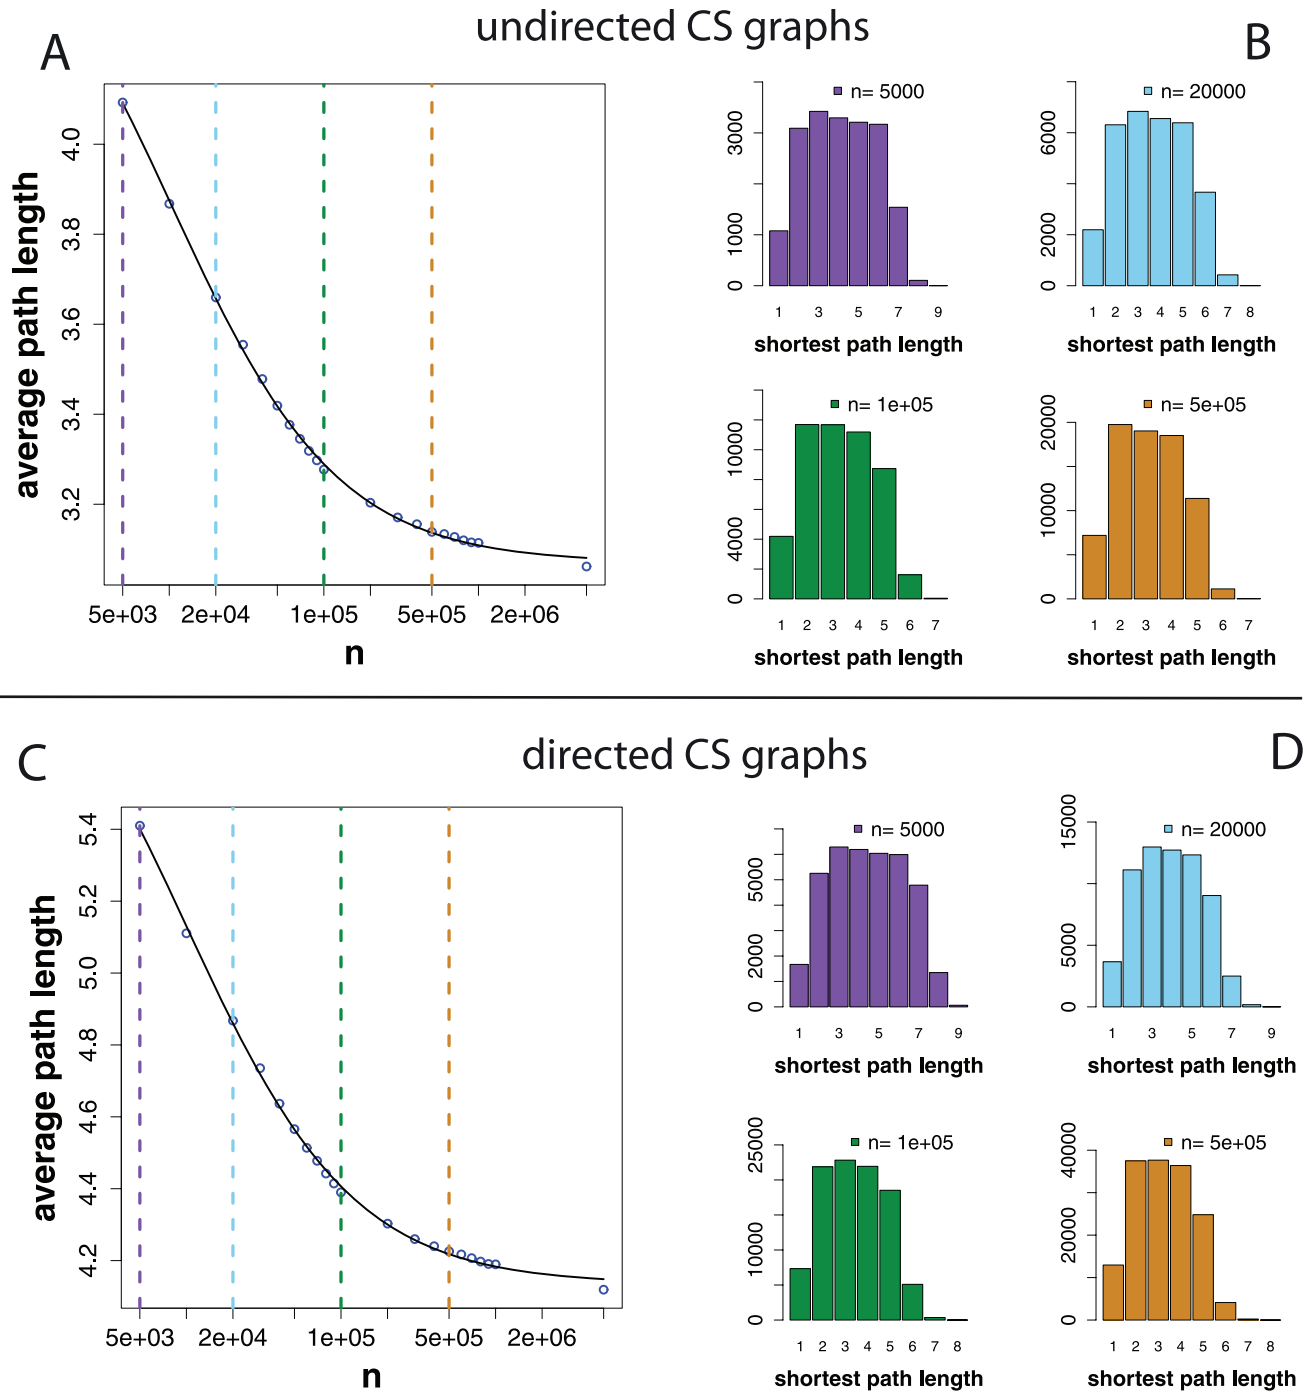 undirected CS graphs
A
B
average path length
4.0
3.8
3.6
3.4
3.2
5e+03 2e+04 1e+05 5e+05 2e+06
n
n= 5000
3000
1000
0
1 3 5 7 9
shortest path length
n= 20000
6000
2000
0
1 2 3 4 5 6 7 8
shortest path length
n= 1e+05
10000
4000
0
1 2 3 4 5 6 7
shortest path length
n= 5e+05
20000
10000
0
1 2 3 4 5 6 7
shortest path length
directed CS graphs
C
D
average path length
5.4
5.2
5.0
4.8
4.6
4.4
4.2
5e+03 2e+04 1e+05 5e+05 2e+06
n
n= 5000
5000
2000
0
1 3 5 7 9
shortest path length
n= 20000
15000
5000
0
1 3 5 7 9
shortest path length
n= 1e+05
25000
10000
0
1 2 3 4 5 6 7 8
shortest path length
n= 5e+05
40000
20000
0
1 2 3 4 5 6 7 8
shortest path length